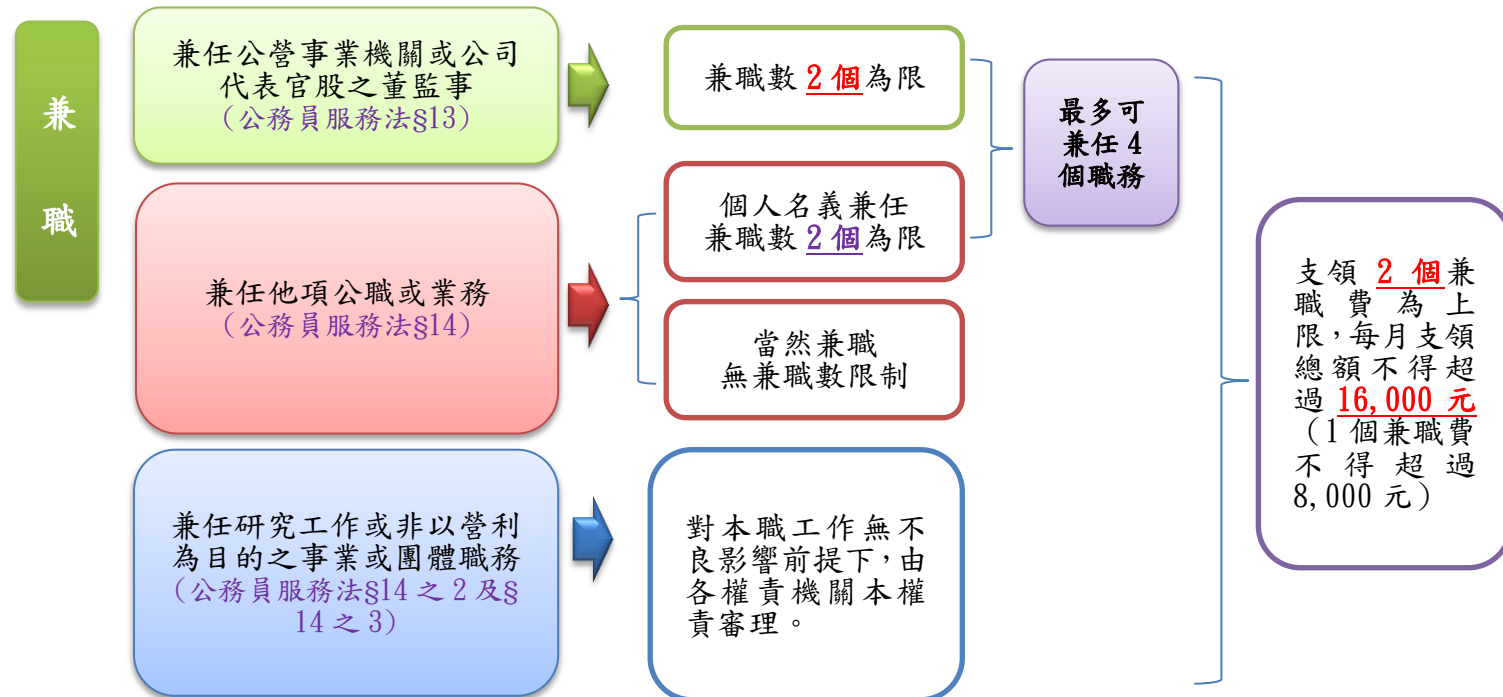 兼
職
兼任公營事業機關或公司
代表官股之董監事
（公務員服務法§13）
兼職數 2 個為限
兼任他項公職或業務
（公務員服務法§14）
個人名義兼任
兼職數 2 個為限
當然兼職
無兼職數限制
最多可
兼任 4
個職務
兼任研究工作或非以營利
為目的之事業或團體職務
（公務員服務法§14 之 2 及§
14 之 3）
對本職工作無不
良影響前提下，由
各權責機關本權
責審理。
支領 2 個兼
職費為上
限，每月支領
總額不得超
過 16,000 元
（1 個兼職費
不得超過
8,000 元）